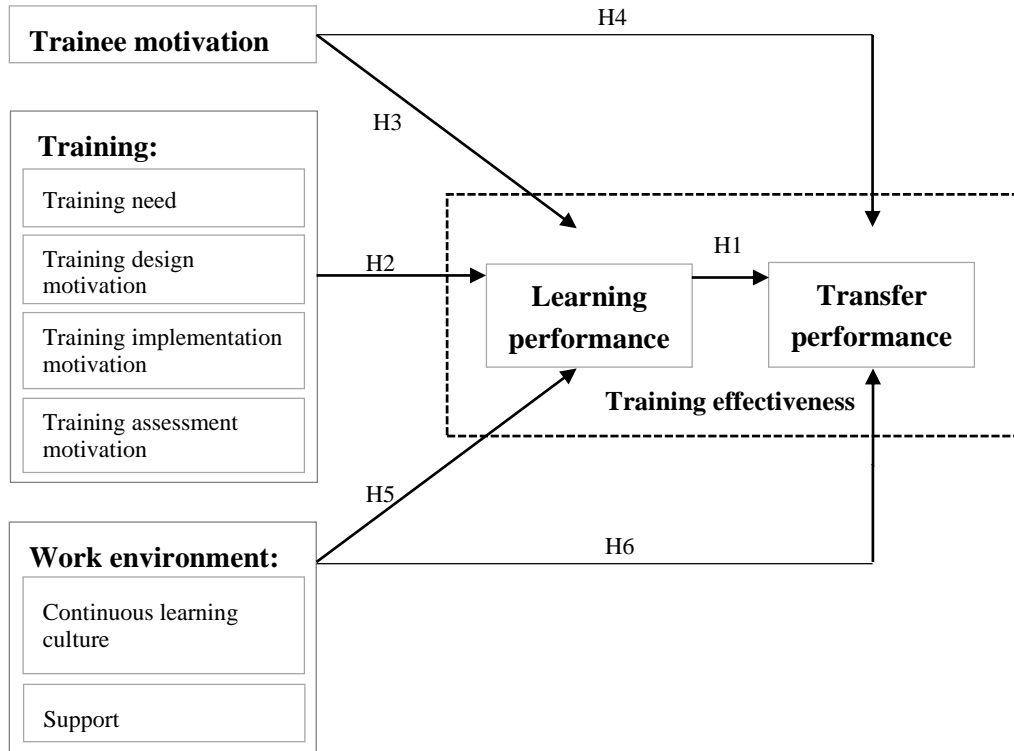 Trainee motivation
H4
H3
Training:
Training need
Training design
motivation
Training implementation
motivation
Training assessment
motivation
H2
H1
Learning
performance
Transfer
performance
Training effectiveness
H5
H6
Work environment:
Continuous learning
culture
Support